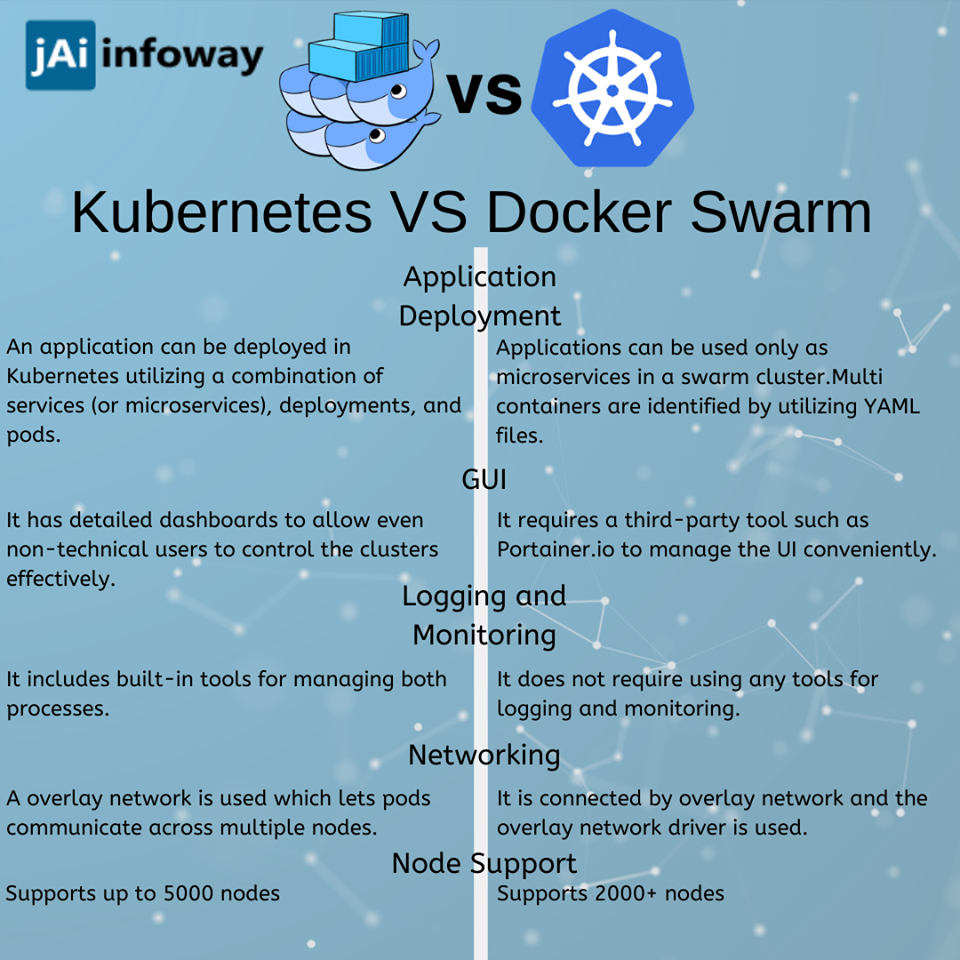 jAi infoway
vs
Kubernetes VS Docker Swarm
Application
Deployment
An application can be deployed in
Kubernetes utilizing a combination of
services (or microservices), deployments, and
pods.
Applications can be used only as
microservices in a swarm cluster.Multi
containers are identified by utilizing YAML
files.
GUI
It has detailed dashboards to allow even
non-technical users to control the clusters
effectively.
It requires a third-party tool such as
Portainer.io to manage the UI conveniently.
Logging and
Monitoring
It includes built-in tools for managing both
processes.
It does not require using any tools for
logging and monitoring.
Networking
A overlay network is used which lets pods
communicate across multiple nodes.
It is connected by overlay network and the
overlay network driver is used.
Node Support
Supports up to 5000 nodes
Supports 2000+ nodes